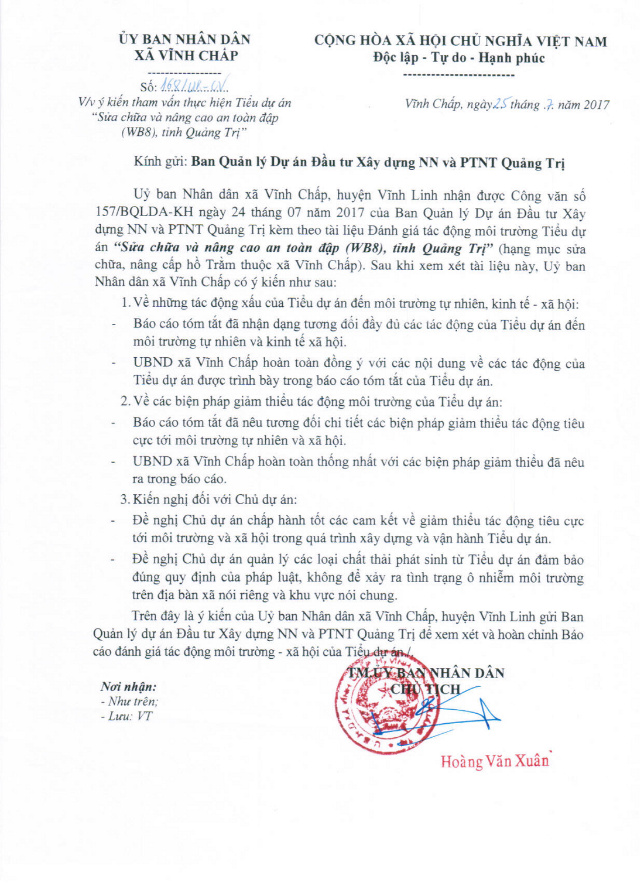 ỦY BAN NHÂN DÂN
XÃ VĨNH CHẤP
-----------------
Số: 168/UB-CV
V/v ý kiến tham vấn thực hiện Tiểu dự án
“Sửa chữa và nâng cao an toàn đập
(WB8), tỉnh Quảng Trị”
CỘNG HÒA XÃ HỘI CHỦ NGHĨA VIỆT NAM
Độc lập - Tự do - Hạnh phúc
------------------------
Vĩnh Chấp, ngày 25 tháng 7 năm 2017
Kính gửi: Ban Quản lý Dự án Đầu tư Xây dựng NN và PTNT Quảng Trị
Uỷ ban Nhân dân xã Vĩnh Chấp, huyện Vĩnh Linh nhận được Công văn số
157/BQLDA-KH ngày 24 tháng 07 năm 2017 của Ban Quản lý Dự án Đầu tư Xây
dựng NN và PTNT Quảng Trị kèm theo tài liệu Đánh giá tác động môi trường Tiểu dự
án “Sửa chữa và nâng cao an toàn đập (WB8), tỉnh Quảng Trị” (hạng mục sửa
chữa, nâng cấp hồ Trằm thuộc xã Vĩnh Chấp). Sau khi xem xét tài liệu này, Uỷ ban
Nhân dân xã Vĩnh Chấp có ý kiến như sau:
1. Về những tác động xấu của Tiểu dự án đến môi trường tự nhiên, kinh tế - xã hội:
- Báo cáo tóm tắt đã nhận dạng tương đối đầy đủ các tác động của Tiểu dự án đến
môi trường tự nhiên và kinh tế xã hội.
- UBND xã Vĩnh Chấp hoàn toàn đồng ý với các nội dung về các tác động của
Tiểu dự án được trình bày trong báo cáo tóm tắt của Tiểu dự án.
2. Về các biện pháp giảm thiểu tác động môi trường của Tiểu dự án:
- Báo cáo tóm tắt đã nêu tương đối chi tiết các biện pháp giảm thiểu tác động tiêu
cực tới môi trường tự nhiên và xã hội.
- UBND xã Vĩnh Chấp hoàn toàn thống nhất với các biện pháp giảm thiểu đã nêu
ra trong báo cáo.
3. Kiến nghị đối với Chủ dự án:
- Đề nghị Chủ dự án chấp hành tốt các cam kết về giảm thiểu tác động tiêu cực
tới môi trường và xã hội trong quá trình xây dựng và vận hành Tiểu dự án.
- Đề nghị Chủ dự án quản lý các loại chất thải phát sinh từ Tiểu dự án đảm bảo
đúng quy định của pháp luật, không để xảy ra tình trạng ô nhiễm môi trường
trên địa bàn xã nói riêng và khu vực nói chung.
Trên đây là ý kiến của Uỷ ban Nhân dân xã Vĩnh Chấp, huyện Vĩnh Linh gửi Ban
Quản lý dự án Đầu tư Xây dựng NN và PTNT Quảng Trị để xem xét và hoàn chỉnh Báo
cáo đánh giá tác động môi trường - xã hội của Tiểu dự án./.
TM.ỦY BAN NHÂN DÂN
CHỦ TỊCH
Nơi nhận:
- Như trên;
- Lưu: VT
Hoàng Văn Xuân